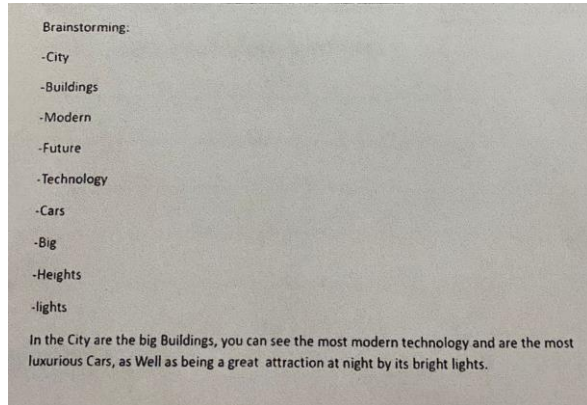 Brainstorming:
-City
-Buildings
-Modern
-Future
-Technology
-Cars
-Big
-Heights
-lights
In the City are the big Buildings, you can see the most modern technology and are the most
luxurious Cars, as Well as being a great attraction at night by its bright lights.